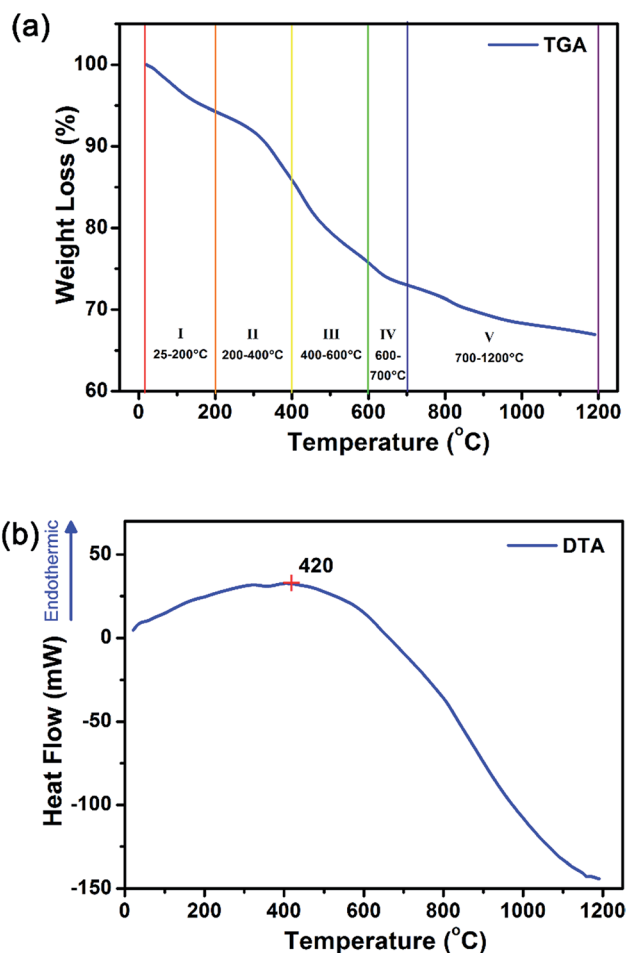 (a)
TGA
Weight Loss (%)
100
90
80
70
60
I
25-200°C
II
200-400°C
III
400-600°C
IV
600-
700°C
V
700-1200°C
0
200
400
600
800
1000
1200
Temperature (°C)
(b)
Endothermic
DTA
420
Heat Flow (mW)
50
0
-50
-100
-150
0
200
400
600
800
1000
1200
Temperature (°C)